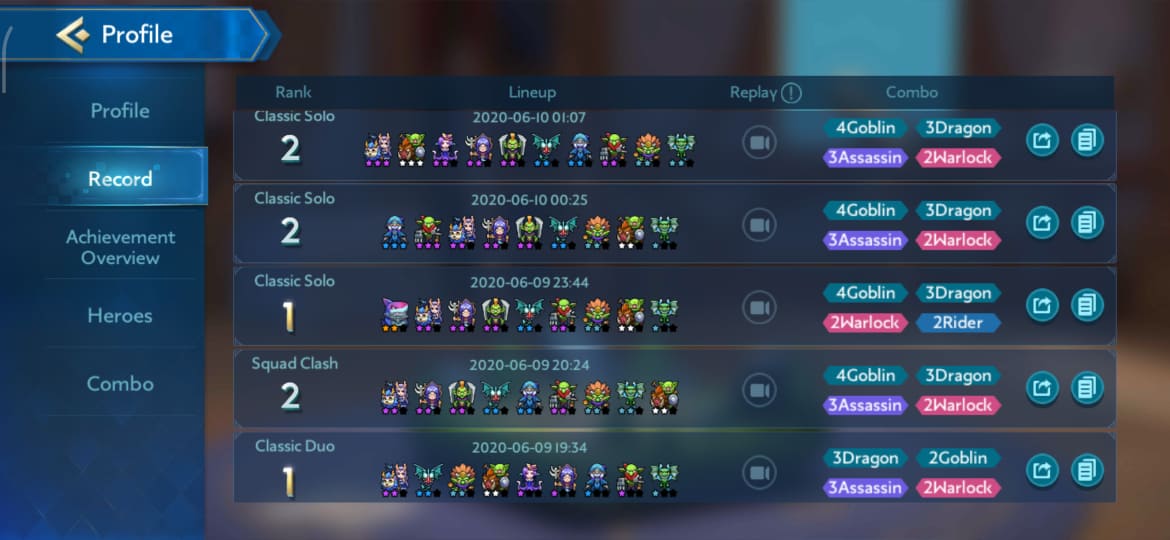 Profile
Profile
Record
Achievement
Overview
Heroes
Combo
Rank Lineup Replay Combo
Classic Solo 2020-06-10 01:07
2
4Goblin 3Dragon
3Assassin 2Warlock
Classic Solo 2020-06-10 00:25
2
4Goblin 3Dragon
3Assassin 2Warlock
Classic Solo 2020-06-09 23:44
1
4Goblin 3Dragon
2Warlock 2Rider
Squad Clash 2020-06-09 20:24
2
4Goblin 3Dragon
3Assassin 2Warlock
Classic Duo 2020-06-09 19:34
1
3Dragon 2Goblin
3Assassin 2Warlock